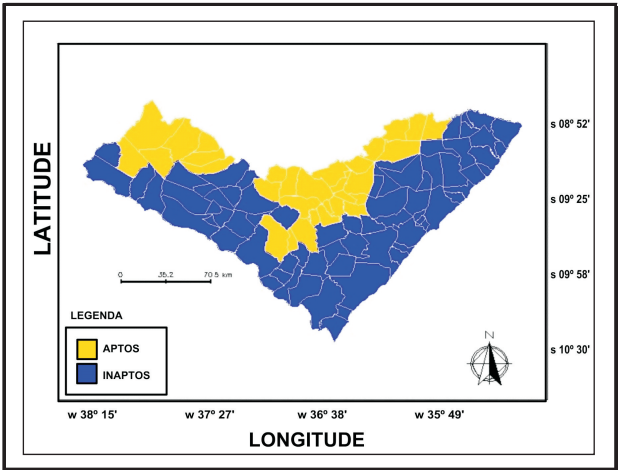 LATITUDE
s 08º 52'
s 09º 25'
s 09º 58'
s 10º 30'
0 35.2 70.5 km
LEGENDA
APTOS
INAPTOS
N
w 38º 15' w 37º 27' w 36º 38' w 35º 49'
LONGITUDE